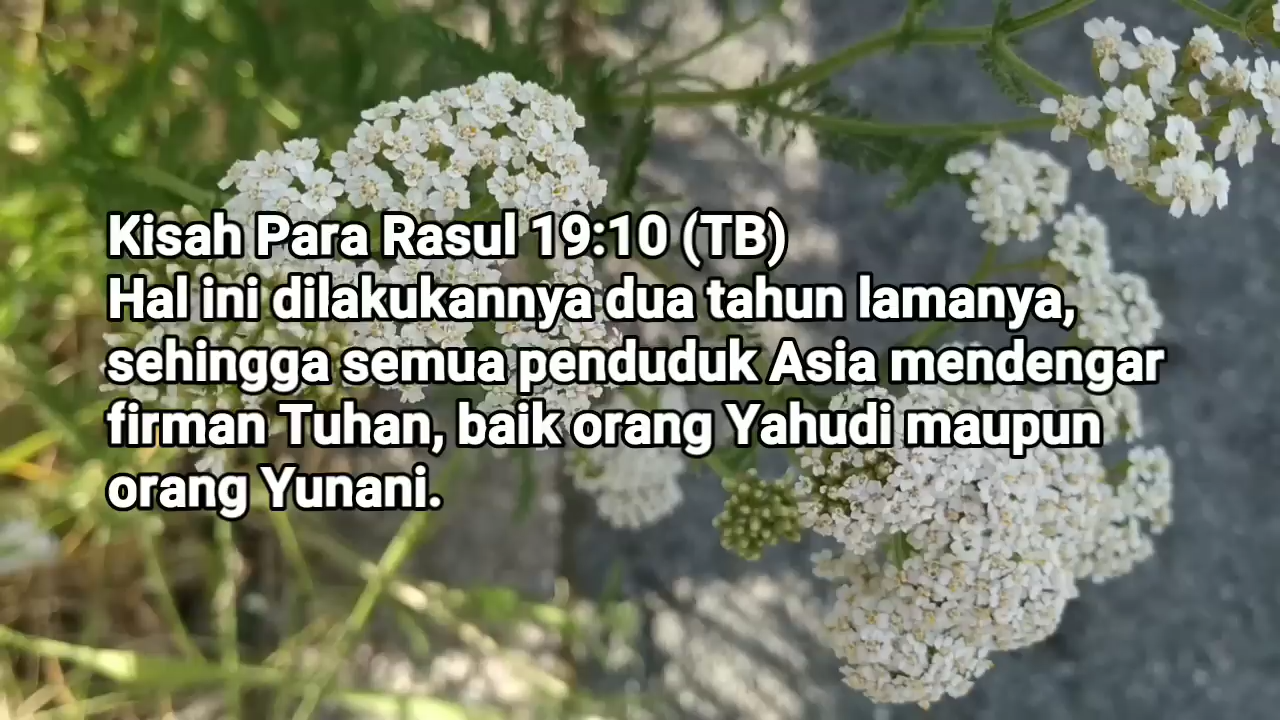 Kisah Para Rasul 19:10 (TB)
Hal ini dilakukannya dua tahun lamanya,
sehingga semua penduduk Asia mendengar
firman Tuhan, baik orang Yahudi maupun
orang Yunani.